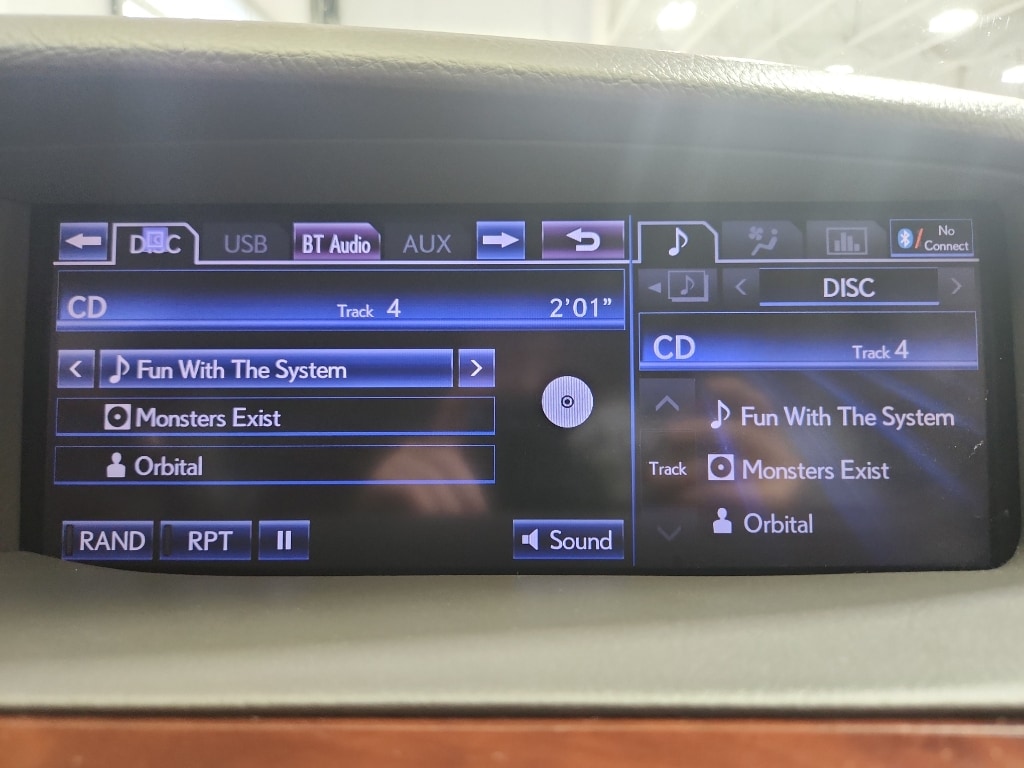 DISC USB BT Audio AUX
CD Track 4 2'01”
Fun With The System
Monsters Exist
Orbital
RAND RPT Sound
No
Connect
DISC
CD Track 4
Fun With The System
Track Monsters Exist
Orbital